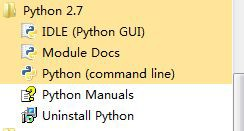 Python 2.7
IDLE (Python GUI)
Module Docs
Python (command line)
Python Manuals
Uninstall Python